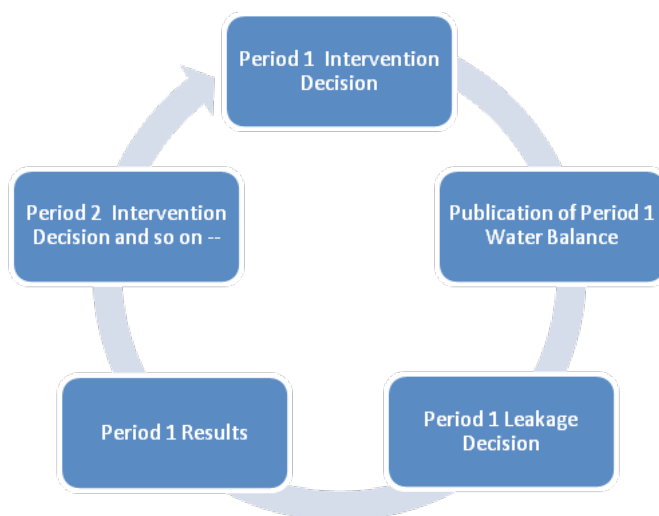 Period 1  Intervention
Decision
Publication of Period 1
Water Balance
Period 1 Leakage
Decision
Period 1 Results
Period 2  Intervention
Decision and so on --